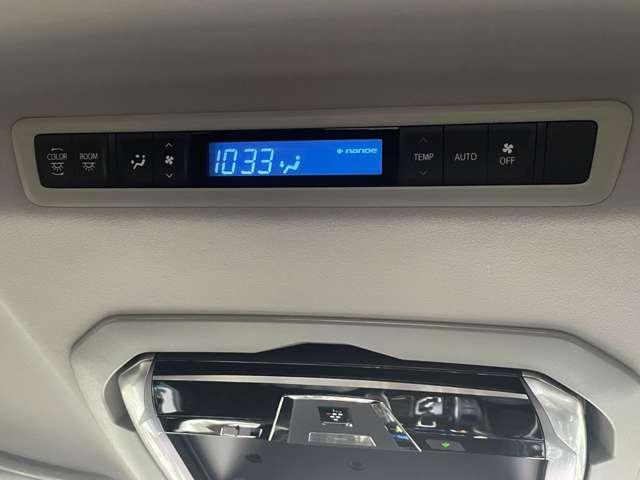 COLOR
ROOM
1033
nanoe
TEMP
AUTO
OFF